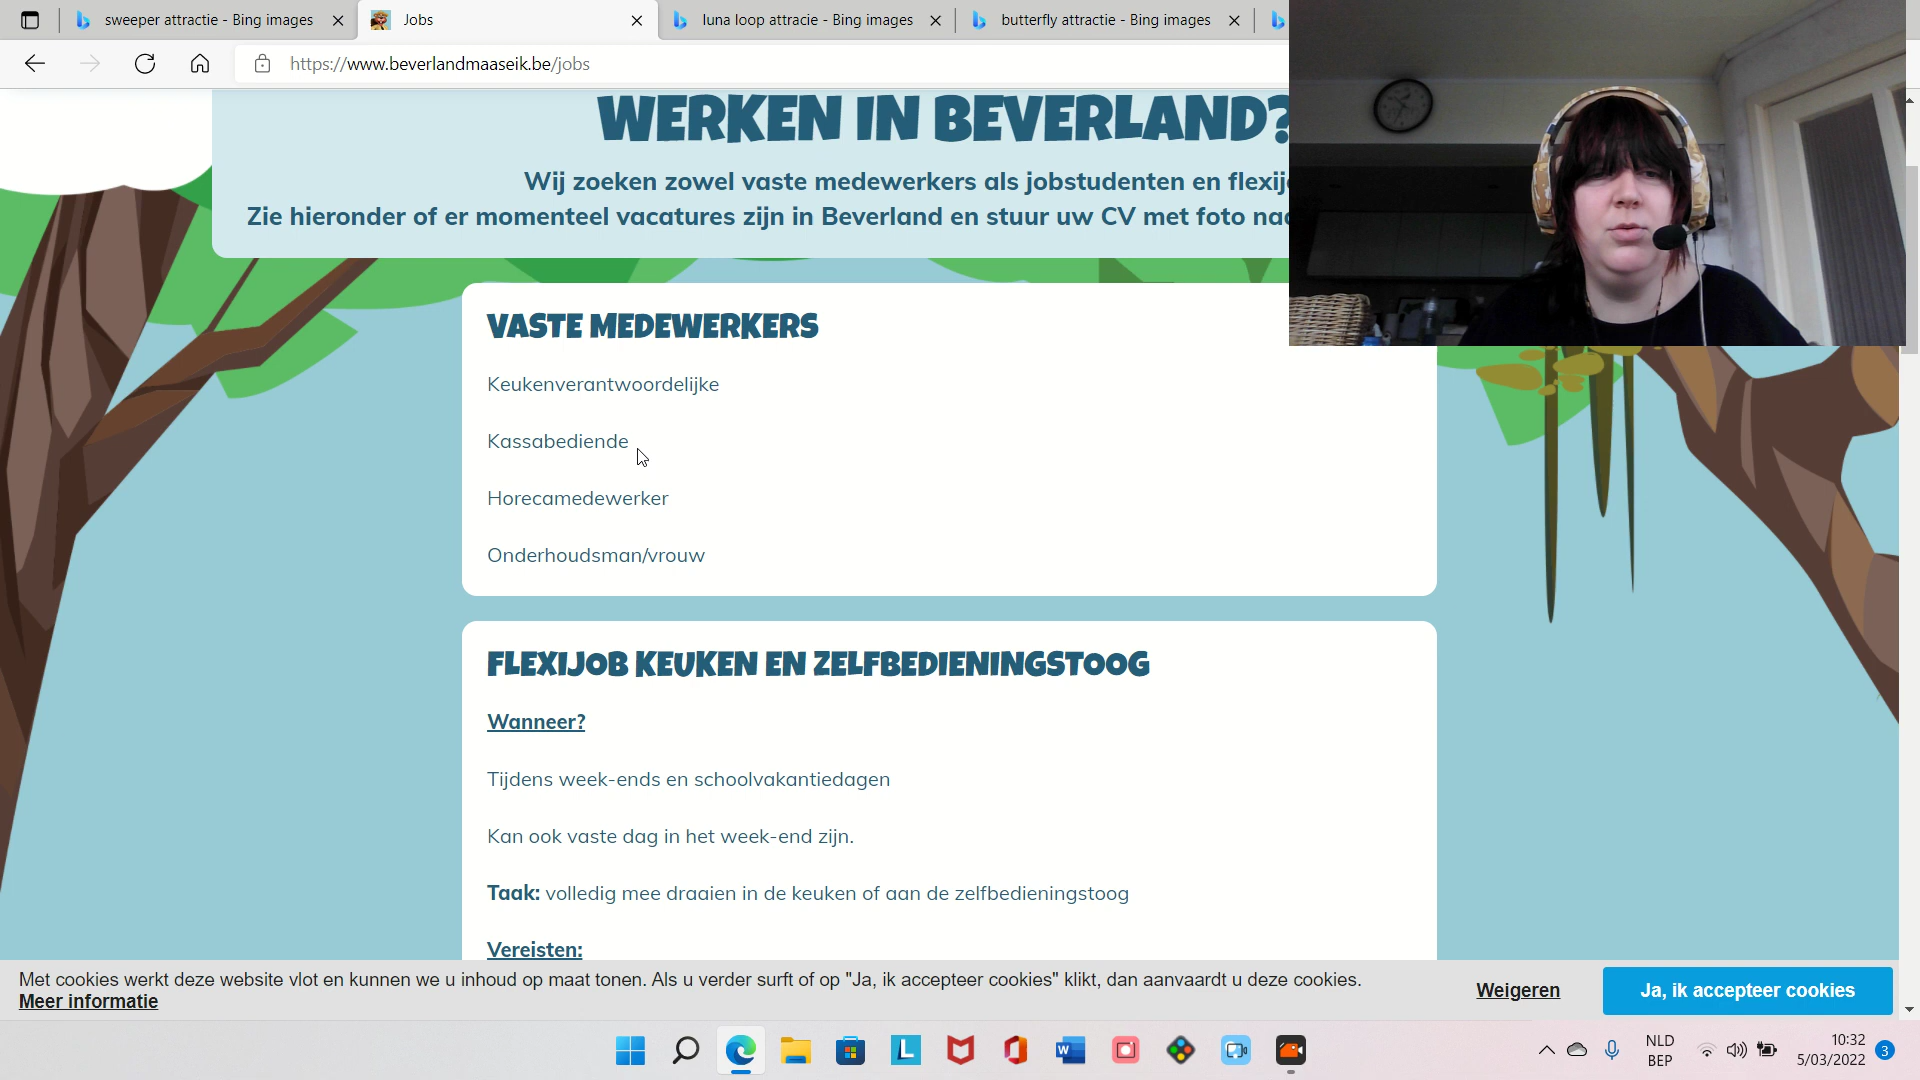 sweeper attractie - Bing images
Jobs
luna loop attracie - Bing images
butterfly attractie - Bing images
https://www.beverlandmaaseik.be/jobs
WERKEN IN BEVERLAND?
Wij zoeken zowel vaste medewerkers als jobstudenten en flexij
Zie hieronder of er momenteel vacatures zijn in Beverland en stuur uw CV met foto naa
VASTE MEDEWERKERS
Keukenverantwoordelijke
Kassabediende
Horecamedewerker
Onderhoudsman/vrouw
FLEXIJOB KEUKEN EN ZELFBEDIENINGSTOOG
Wanneer?
Tijdens week-ends en schoolvakantiedagen
Kan ook vaste dag in het week-end zijn.
Taak: volledig mee draaien in de keuken of aan de zelfbedieningstoog
Vereisten:
Met cookies werkt deze website vlot en kunnen we u inhoud op maat tonen. Als u verder surft of op "Ja, ik accepteer cookies" klikt, dan aanvaardt u deze cookies.
Meer informatie
Weigeren
Ja, ik accepteer cookies
NLD
BEP
10:32
5/03/2022
3